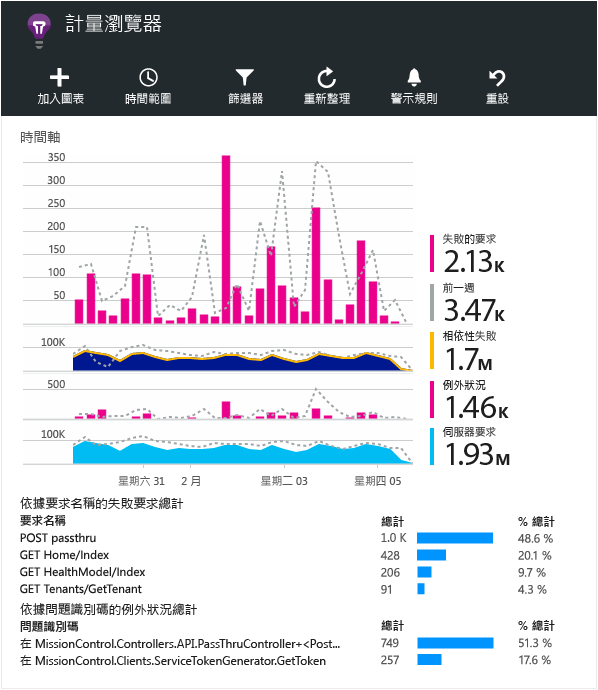 計量瀏覽器
加入圖表 時間範圍 篩選器 重新整理 警示規則 重設
時間軸
350
300
250
200
150
100
50
100K
500
100K
星期六 31 2 月 星期二 03 星期四 05
失敗的要求
2.13K
前一週
3.47K
相依性失敗
1.7M
例外狀況
1.46K
伺服器要求
1.93M
依據要求名稱的失敗要求總計
要求名稱 總計 % 總計
POST passthru 1.0 K 48.6 %
GET Home/Index 428 20.1 %
GET HealthModel/Index 206 9.7 %
GET Tenants/GetTenant 91 4.3 %
依據問題識別碼的例外狀況總計
問題識別碼 總計 % 總計
在 MissionControl.Controllers.API.PassThruController+<Post... 749 51.3 %
在 MissionControl.Clients.ServiceTokenGenerator.GetToken 257 17.6 %